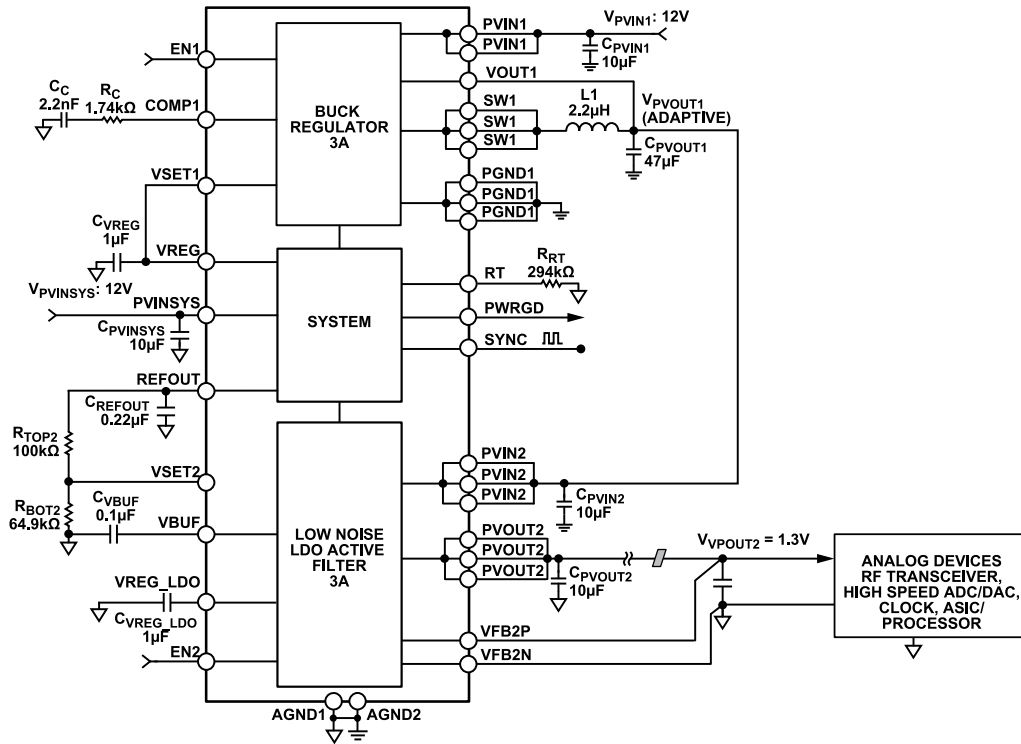 PVIN1
PVIN1
VPVIN1: 12V
CPVIN1
10µF
EN1
VOUT1
CC
2.2nF
RC
1.74kΩ
COMP1
BUCK
REGULATOR
3A
SW1
SW1
SW1
L1
2.2µH
VPVOUT1
(ADAPTIVE)
CPVOUT1
47µF
VSET1
PGND1
PGND1
PGND1
CVREG
1µF
VREG
RT
RRT
294kΩ
VPVINSYS: 12V
PVINSYS
SYSTEM
PWRGD
CPVINSYS
10µF
SYNC
REFOUT
CREFOUT
0.22µF
RTOP2
100kΩ
VSET2
PVIN2
PVIN2
PVIN2
CPVIN2
10µF
RBOT2
64.9kΩ
CVBUF
0.1µF
VBUF
LOW NOISE
LDO ACTIVE
FILTER
3A
PVOUT2
PVOUT2
PVOUT2
CPVOUT2
10µF
VVPOUT2 = 1.3V
ANALOG DEVICES
RF TRANSCEIVER,
HIGH SPEED ADC/DAC,
CLOCK, ASIC/
PROCESSOR
VREG_LDO
CVREG_LDO
1µF
VFB2P
VFB2N
EN2
AGND1
AGND2